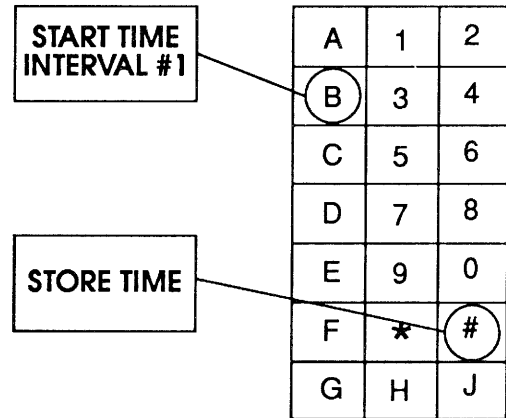 START TIME
INTERVAL #1
A 1 2
B 3 4
C 5 6
D 7 8
STORE TIME
E 9 0
F * #
G H J